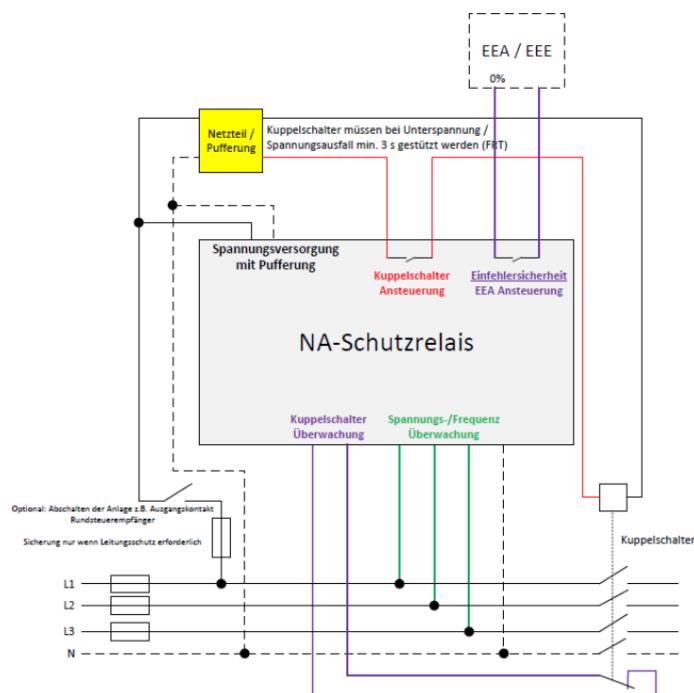 EEA / EEE
0%
Netzteil /
Pufferung
Kuppelschalter müssen bei Unterspannung /
Spannungsausfall min. 3 s gestützt werden (FRT)
Spannungsversorgung
mit Pufferung
Kuppelschalter
Ansteuerung
Einfehlersicherheit
EEA Ansteuerung
NA-Schutzrelais
Kuppelschalter
Überwachung
Spannungs-/Frequenz
Überwachung
Optional: Abschalten der Anlage z.B. Ausgangskontakt
Rundsteuerempfänger
Sicherung nur wenn Leitungsschutz erforderlich
Kuppelschalter
L1
L2
L3
N